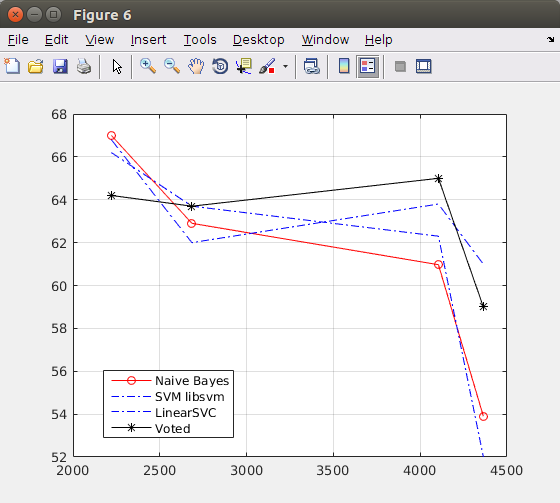 Figure 6
File Edit View Insert Tools Desktop Window Help
68
66
64
62
60
58
56
54
52
Naive Bayes
SVM libsvm
LinearSVC
Voted
2000 2500 3000 3500 4000 4500